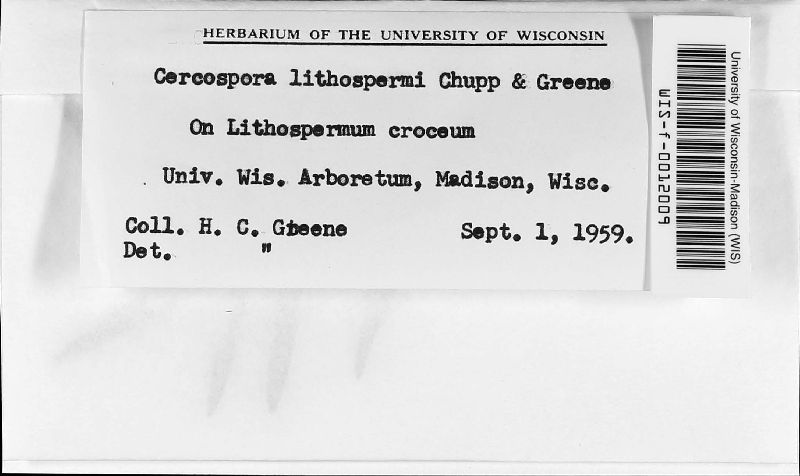 HERBARIUM OF THE UNIVERSITY OF WISCONSIN
Cercospora lithospermi Chupp & Greene
On Lithospermum croceum
Univ. Wis. Arboretum, Madison, Wisc.
Coll. H. C. Greene Sept. 1, 1959.
Det. "
University of Wisconsin-Madison (WIS)
WIS-f-0012009